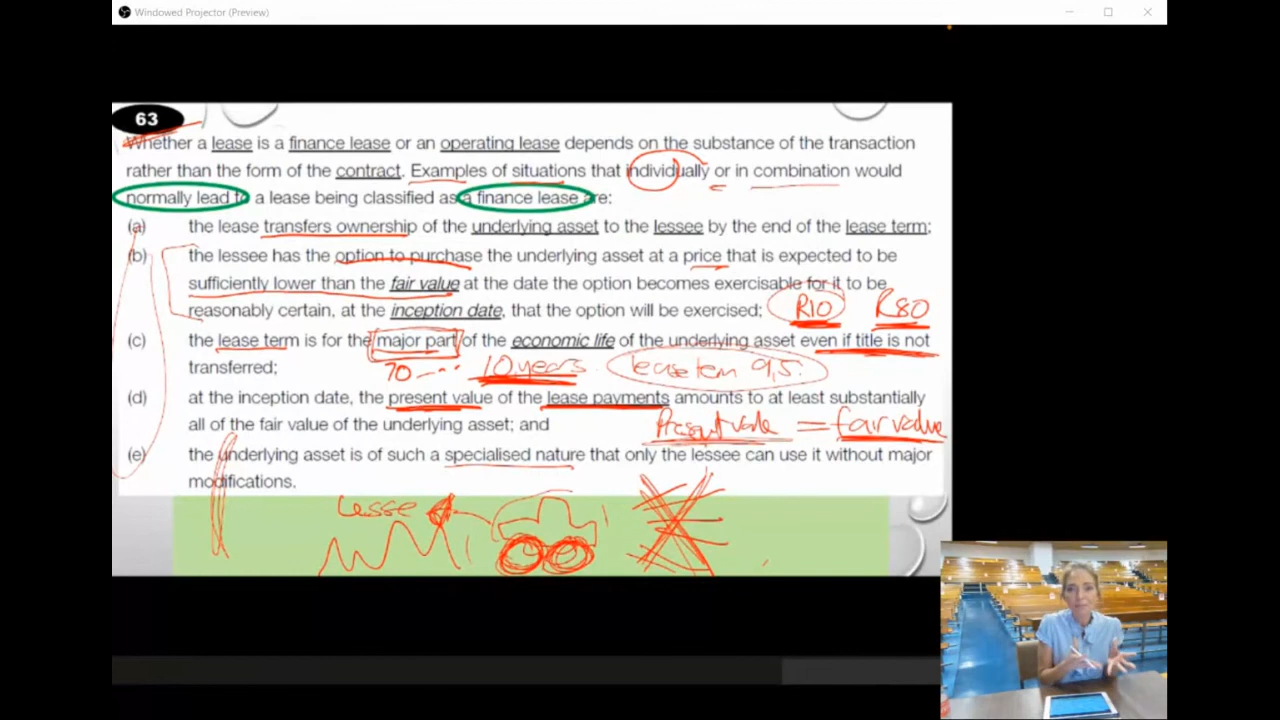 Windowed Projector (Preview)
63
Whether a lease is a finance lease or an operating lease depends on the substance of the transaction
rather than the form of the contract. Examples of situations that individually or in combination would
normally lead to a lease being classified as a finance lease are:
(a) the lease transfers ownership of the underlying asset to the lessee by the end of the lease term;
(b) the lessee has the option to purchase the underlying asset at a price that is expected to be
sufficiently lower than the fair value at the date the option becomes exercisable for it to be
reasonably certain, at the inception date, that the option will be exercised; R10 R80
(c) the lease term is for the major part of the economic life of the underlying asset even if title is not
transferred; 70 .... 10 years lease term 9,5
(d) at the inception date, the present value of the lease payments amounts to at least substantially
all of the fair value of the underlying asset; and Present value = fair value
(e) the underlying asset is of such a specialised nature that only the lessee can use it without major
modifications.
Lessee